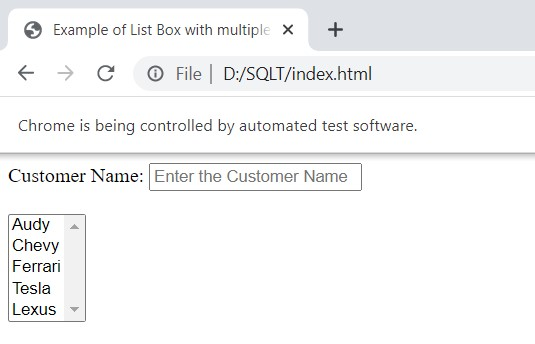 Example of List Box with multiple
File | D:/SQLT/index.html
Chrome is being controlled by automated test software.
Customer Name: Enter the Customer Name
Audy
Chevy
Ferrari
Tesla
Lexus